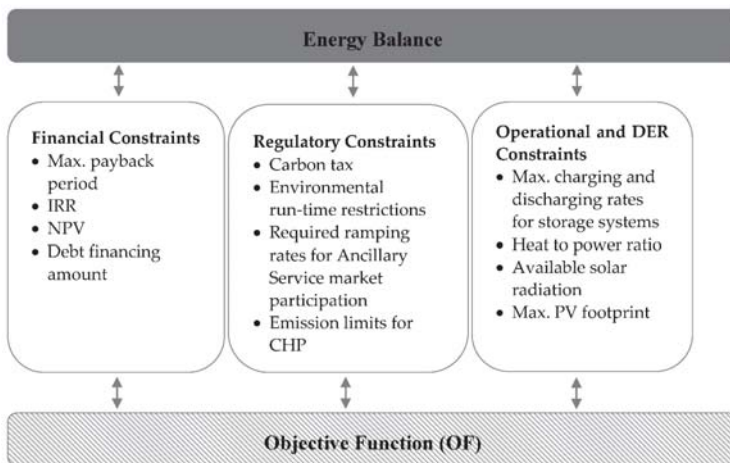 Energy Balance
Financial Constraints
• Max. payback
period
• IRR
• NPV
• Debt financing
amount
Regulatory Constraints
• Carbon tax
• Environmental
run-time restrictions
• Required ramping
rates for Ancillary
Service market
participation
• Emission limits for
CHP
Operational and DER
Constraints
• Max. charging and
discharging rates
for storage systems
• Heat to power ratio
• Available solar
radiation
• Max. PV footprint
Objective Function (OF)